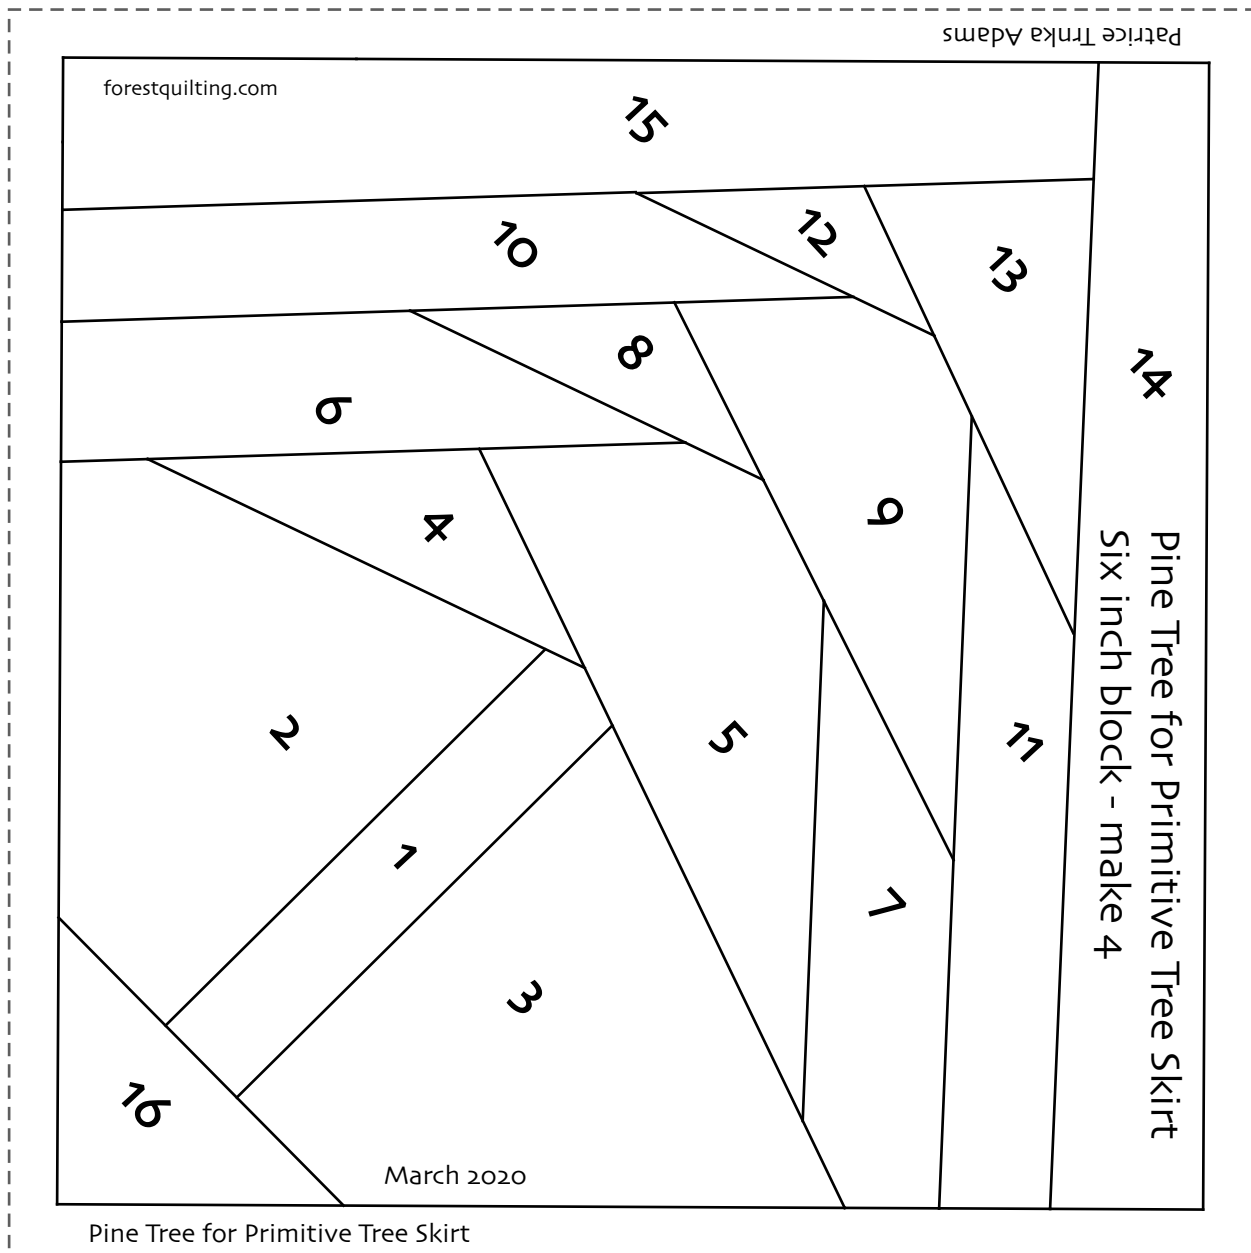 Patrice Trnka Adams
forestquilting.com
15
10
12
13
8
14
6
4
9
Pine Tree for Primitive Tree Skirt
Six inch block - make 4
2
5
11
1
7
3
16
March 2020
Pine Tree for Primitive Tree Skirt